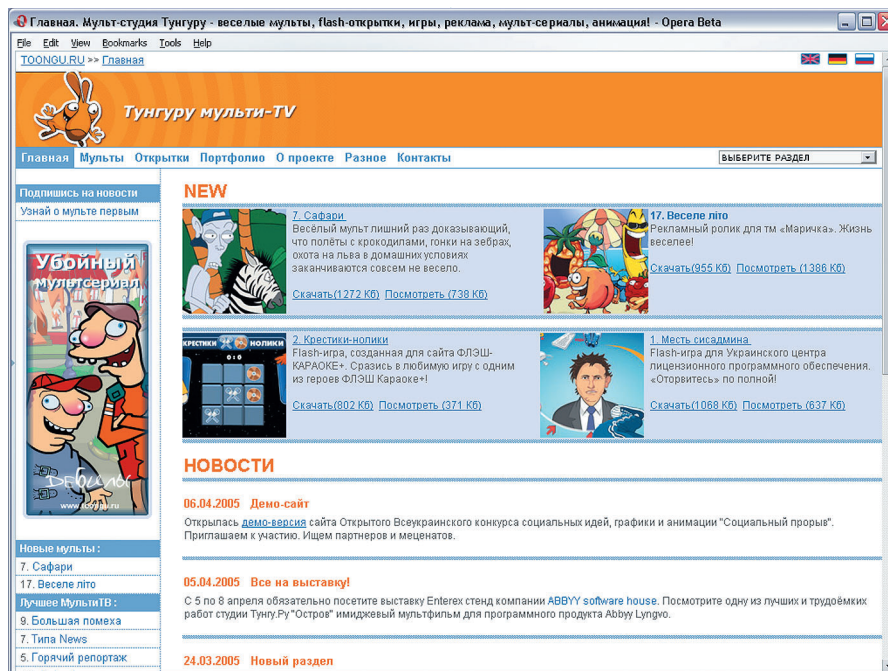 Главная. Мульт-студия Тунгуру - веселые мульты, flash-открытки, игры, реклама, мульт-сериалы, анимация! - Opera Beta
File Edit View Bookmarks Tools Help
TOONGU.RU >> Главная
Тунгуру мульти-TV
Главная Мульты Открытки Портфолио О проекте Разное Контакты
ВЫБЕРИТЕ РАЗДЕЛ
Подпишись на новости
Узнай о мульте первым
Убойный
мультсериал
ДЕБИЛЫ
www.toongu.ru
Новые мульты :
7. Сафари
17. Веселе літо
Лучшее МультиТВ :
9. Большая помеха
7. Типа News
5. Горячий репортаж
NEW
7. Сафари
Весёлый мульт лишний раз доказывающий,
что полёты с крокодилами, гонки на зебрах,
охота на льва в домашних условиях
заканчиваются совсем не весело.
Скачать(1272 Кб) Посмотреть (738 Кб)
17. Веселе літо
Рекламный ролик для тм «Маричка». Жизнь
веселее!
Скачать(955 Кб) Посмотреть (1386 Кб)
КРЕСТИКИ НОЛИКИ
0:0
2. Крестики-нолики
Flash-игра, созданная для сайта ФЛЭШ-
КАРАОКЕ+. Сразись в любимую игру с одним
из героев ФЛЭШ Караоке+!
Скачать(802 Кб) Посмотреть (371 Кб)
1. Месть сисадмина
Flash-игра для Украинского центра
лицензионного программного обеспечения.
«Оторвитесь» по полной!
Скачать(1068 Кб) Посмотреть (637 Кб)
НОВОСТИ
06.04.2005 Демо-сайт
Открылась демо-версия сайта Открытого Всеукраинского конкурса социальных идей, графики и анимации "Социальный прорыв".
Приглашаем к участию. Ищем партнеров и меценатов.
05.04.2005 Все на выставку!
С 5 по 8 апреля обязательно посетите выставку Enterex стенд компании ABBYY software house. Посмотрите одну из лучших и трудоёмких
работ студии Тунгу.Ру "Остров" имиджевый мультфильм для программного продукта Abbyy Lyngvo.
24.03.2005 Новый раздел